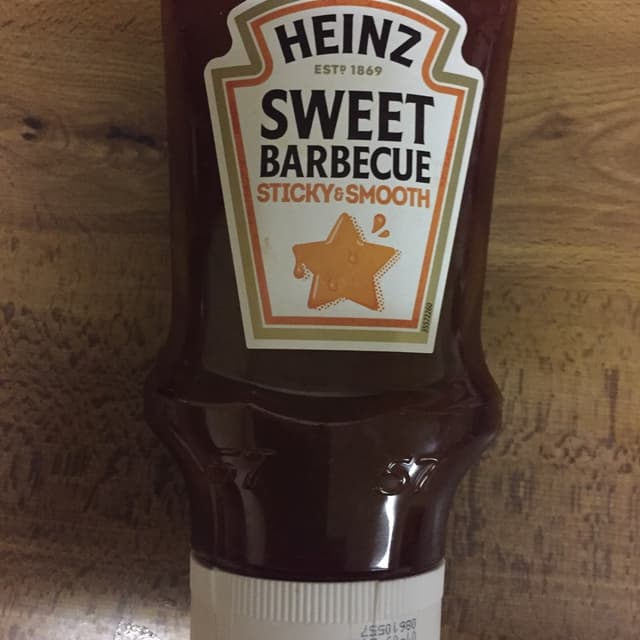 HEINZ
ESTD 1869
SWEET
BARBECUE
STICKY & SMOOTH
57 57